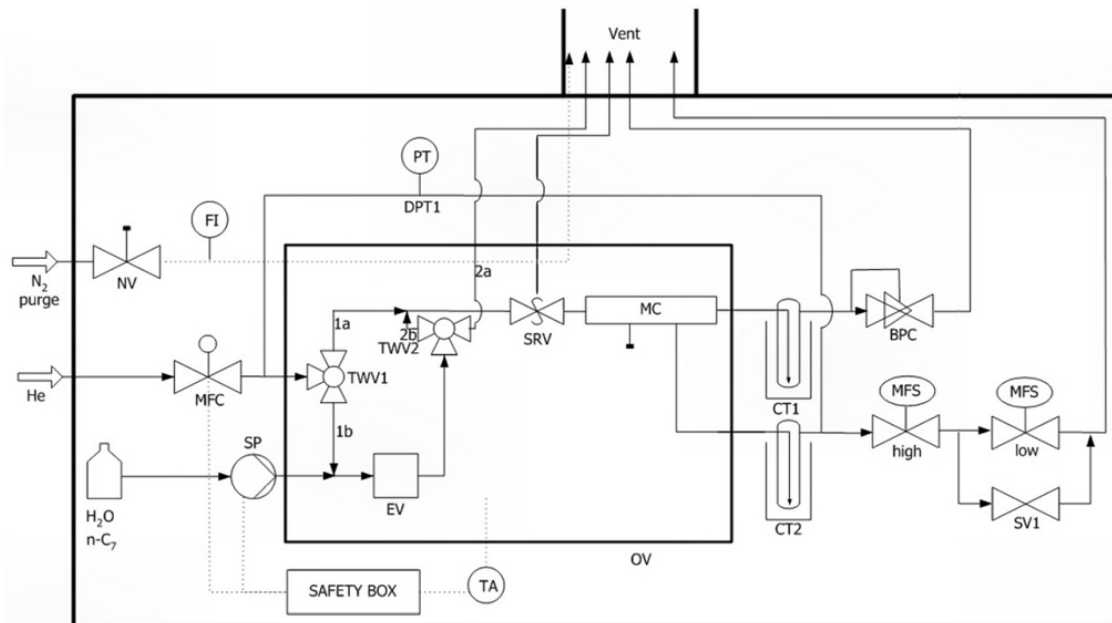 Vent
PT
DPT1
FI
N₂
purge
NV
2a
MC
1a
2b
TWV2
SRV
BPC
He
MFC
TWV1
CT1
MFS
MFS
high
low
SP
1b
H₂O
n-C₇
EV
CT2
SV1
OV
SAFETY BOX
TA